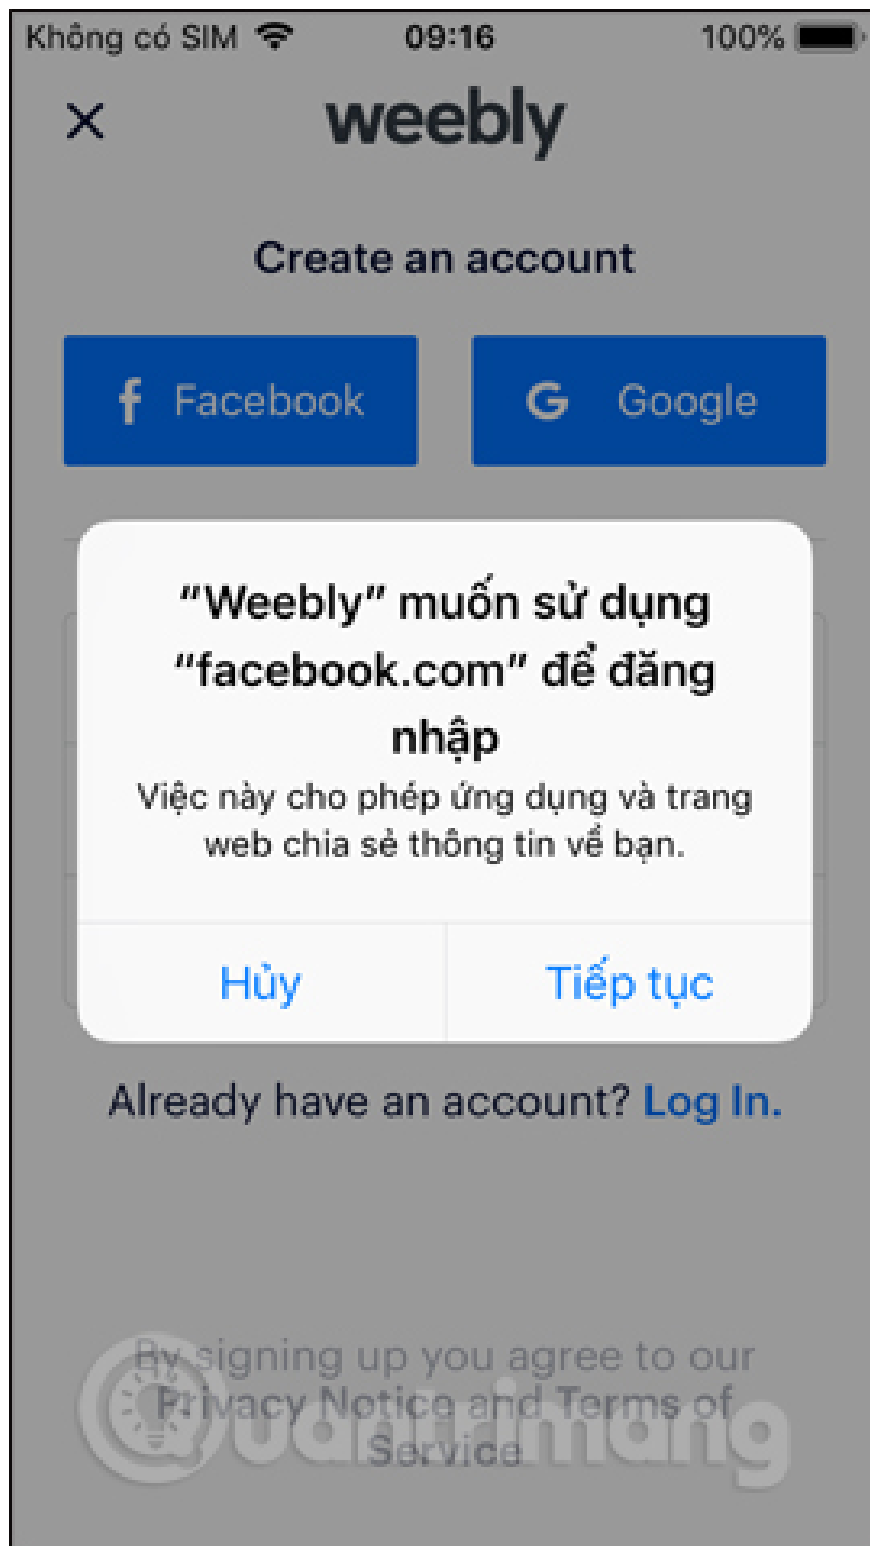 Không có SIM 09:16 100%
weebly
Create an account
Facebook Google
“Weebly” muốn sử dụng
“facebook.com” để đăng
nhập
Việc này cho phép ứng dụng và trang
web chia sẻ thông tin về bạn.
Hủy Tiếp tục
Already have an account? Log In.
By signing up you agree to our
Privacy Notice and Terms of
Service
Quantrimang